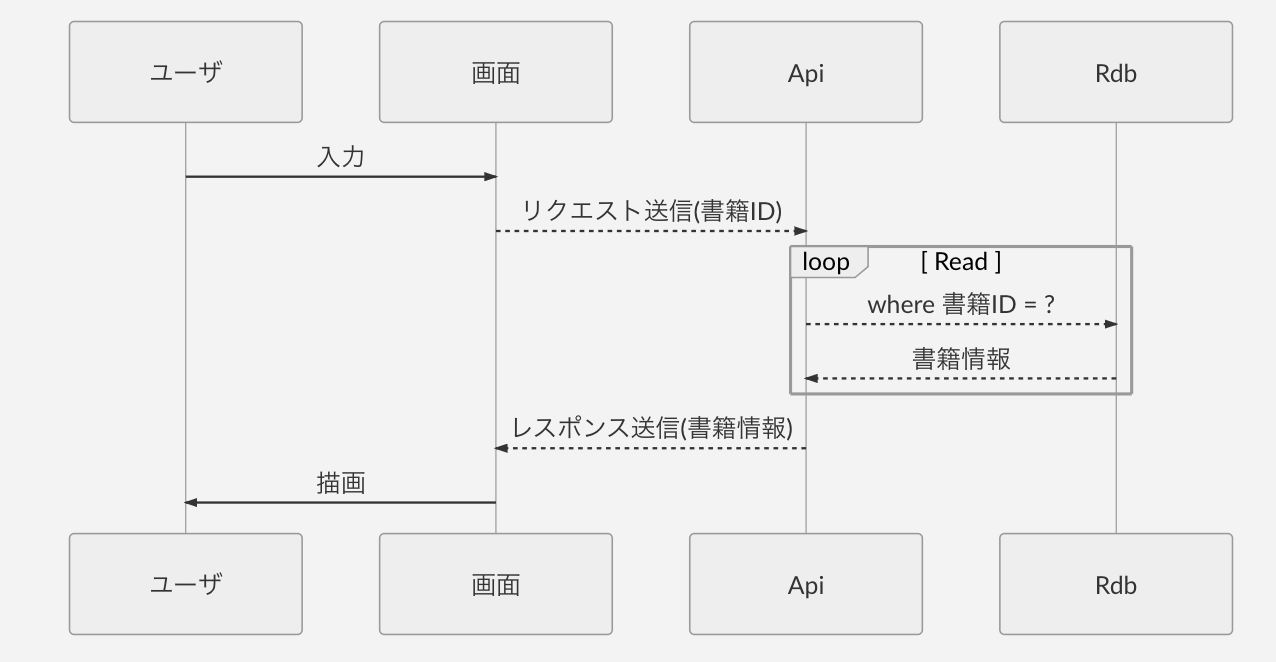 ユーザ
画面
Api
Rdb
入力
リクエスト送信(書籍ID)
loop
[ Read ]
where 書籍ID = ?
書籍情報
レスポンス送信(書籍情報)
描画
ユーザ
画面
Api
Rdb